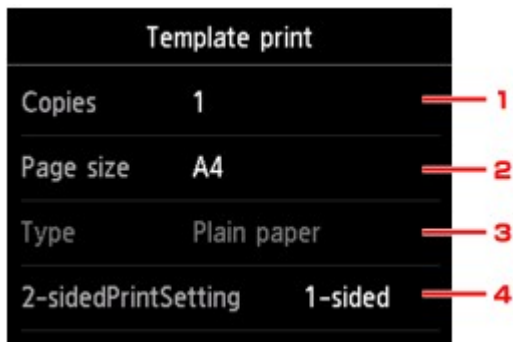 Template print
Copies 1 1
Page size A4 2
Type Plain paper 3
2-sidedPrintSetting 1-sided 4